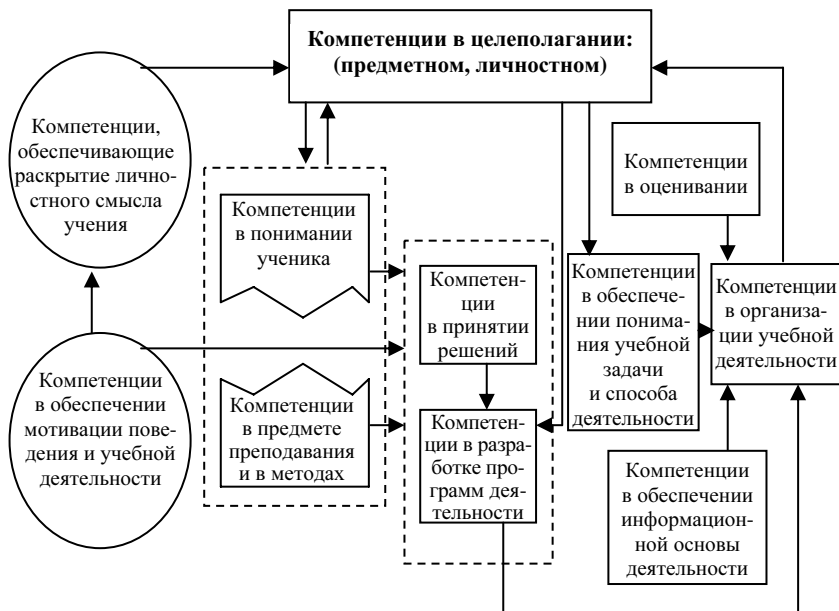 Компетенции в целеполагании:
(предметном, личностном)
Компетенции,
обеспечивающие
раскрытие лично-
стного смысла
учения
Компетенции
в оценивании
Компетенции
в понимании
ученика
Компетен-
ции
в принятии
решений
Компетенции
в обеспече-
нии понима-
ния учебной
задачи
и способа
деятельности
Компетенции
в организа-
ции учебной
деятельности
Компетенции
в обеспечении
мотивации пове-
дения и учебной
деятельности
Компетенции
в предмете
преподавания
и в методах
Компетен-
ции в разра-
ботке про-
грамм дея-
тельности
Компетенции
в обеспечении
информацион-
ной основы
деятельности